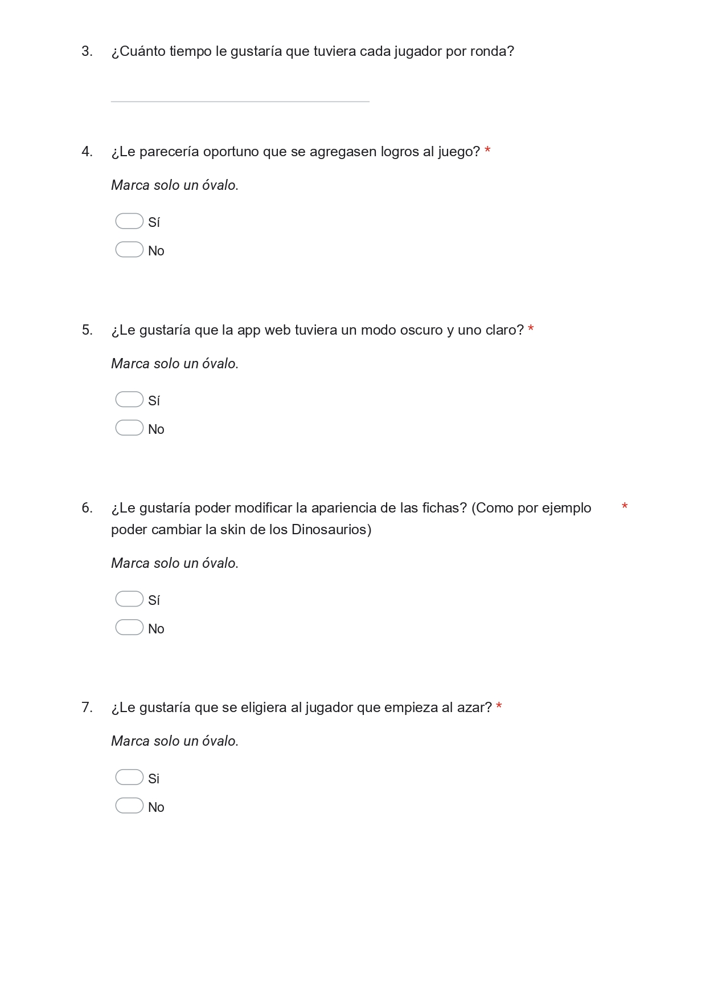 3. ¿Cuánto tiempo le gustaría que tuviera cada jugador por ronda?
4. ¿Le parecería oportuno que se agregasen logros al juego? *
Marca solo un óvalo.
Sí
No
5. ¿Le gustaría que la app web tuviera un modo oscuro y uno claro? *
Marca solo un óvalo.
Sí
No
6. ¿Le gustaría poder modificar la apariencia de las fichas? (Como por ejemplo *
poder cambiar la skin de los Dinosaurios)
Marca solo un óvalo.
Sí
No
7. ¿Le gustaría que se eligiera al jugador que empieza al azar? *
Marca solo un óvalo.
Si
No